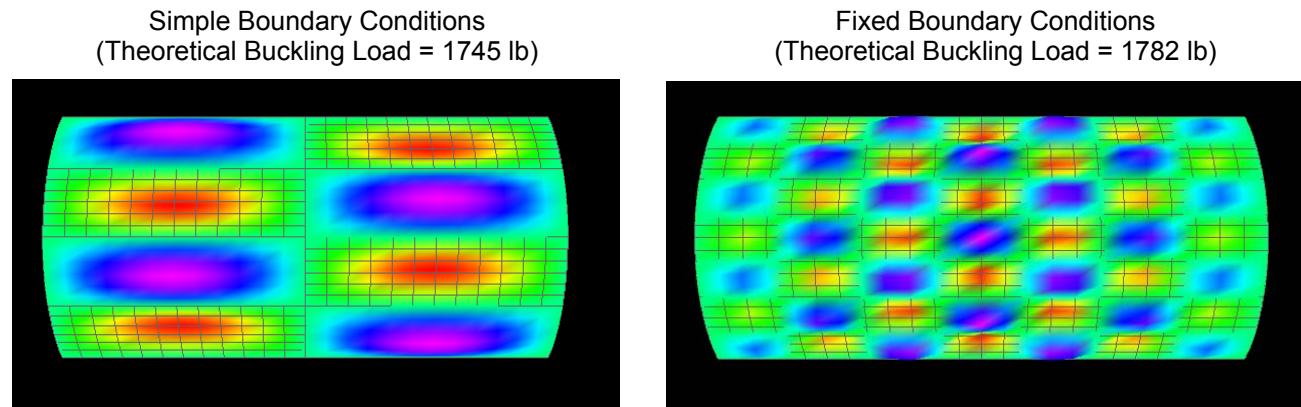 Simple Boundary Conditions
(Theoretical Buckling Load = 1745 lb)
Fixed Boundary Conditions
(Theoretical Buckling Load = 1782 lb)